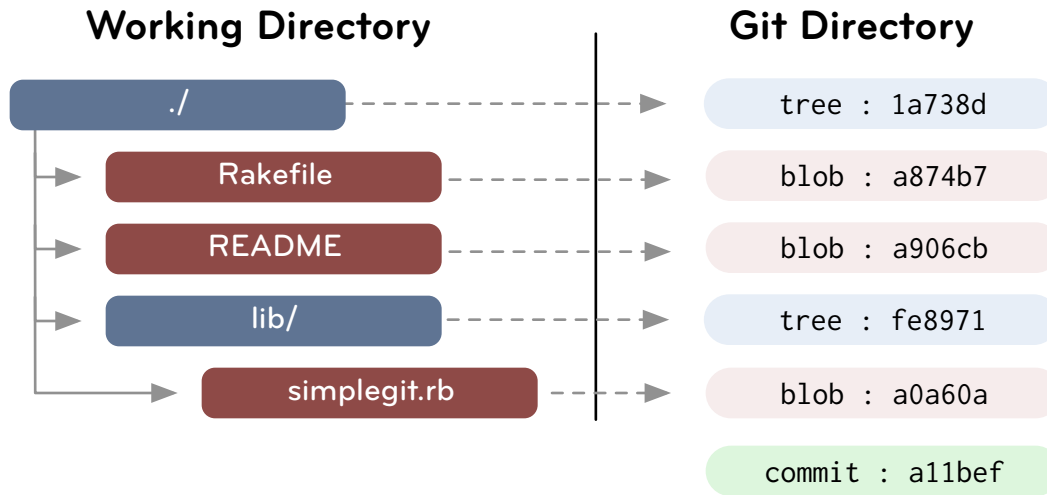 Working Directory
Git Directory
./
tree : 1a738d
Rakefile
blob : a874b7
README
blob : a906cb
lib/
tree : fe8971
simplegit.rb
blob : a0a60a
commit : a11bef